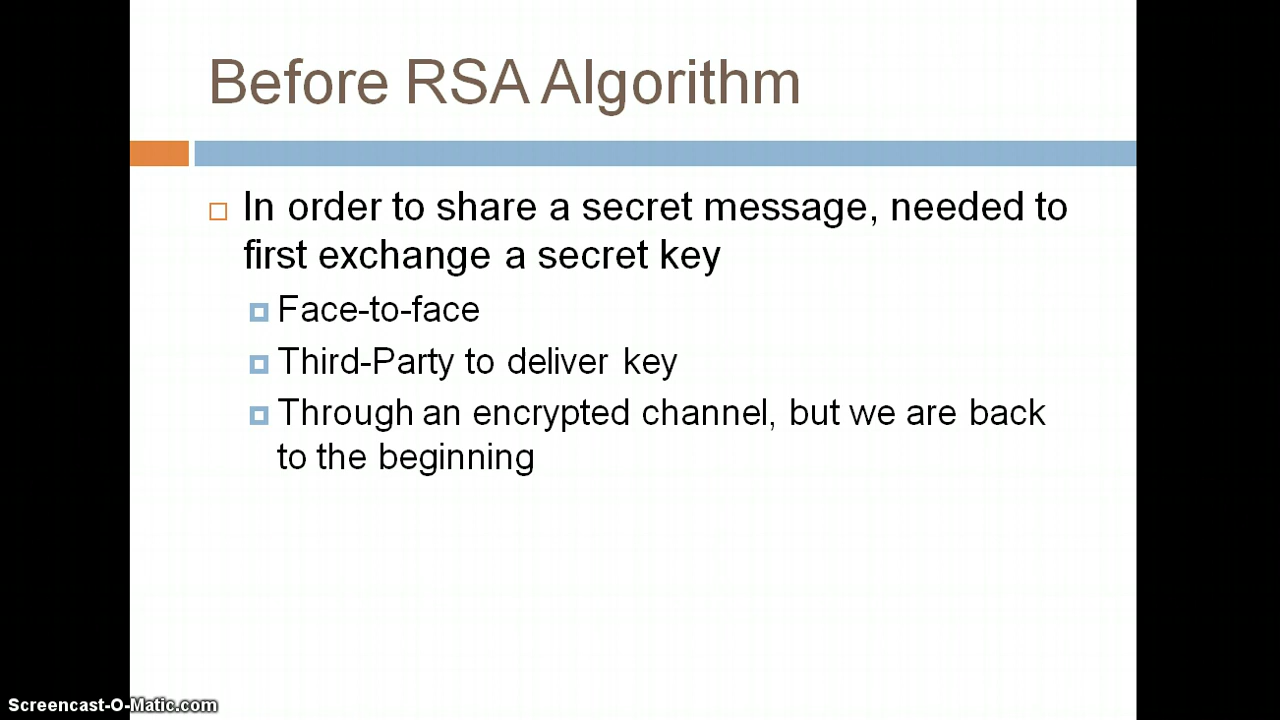 Before RSA Algorithm
In order to share a secret message, needed to
first exchange a secret key
Face-to-face
Third-Party to deliver key
Through an encrypted channel, but we are back
to the beginning
Screencast-O-Matic.com